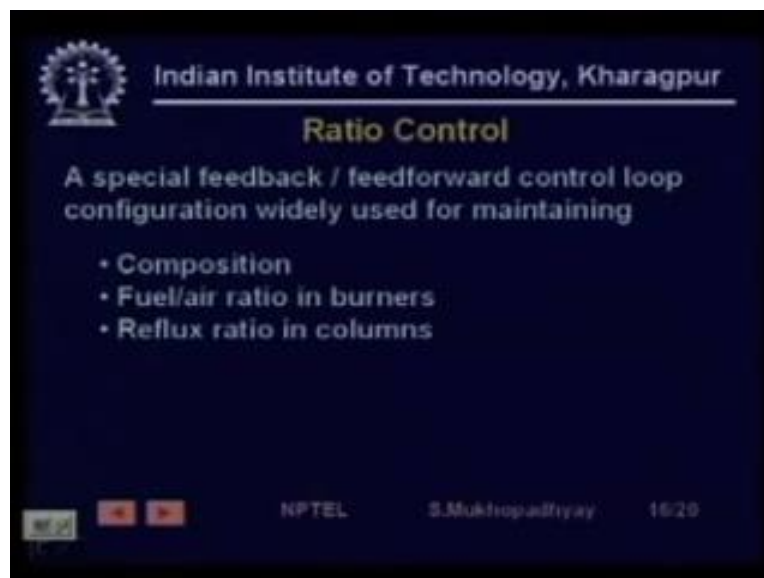 Indian Institute of Technology, Kharagpur
Ratio Control
A special feedback / feedforward control loop
configuration widely used for maintaining
• Composition
• Fuel/air ratio in burners
• Reflux ratio in columns
NPTEL S.Mukhopadhyay 16/20